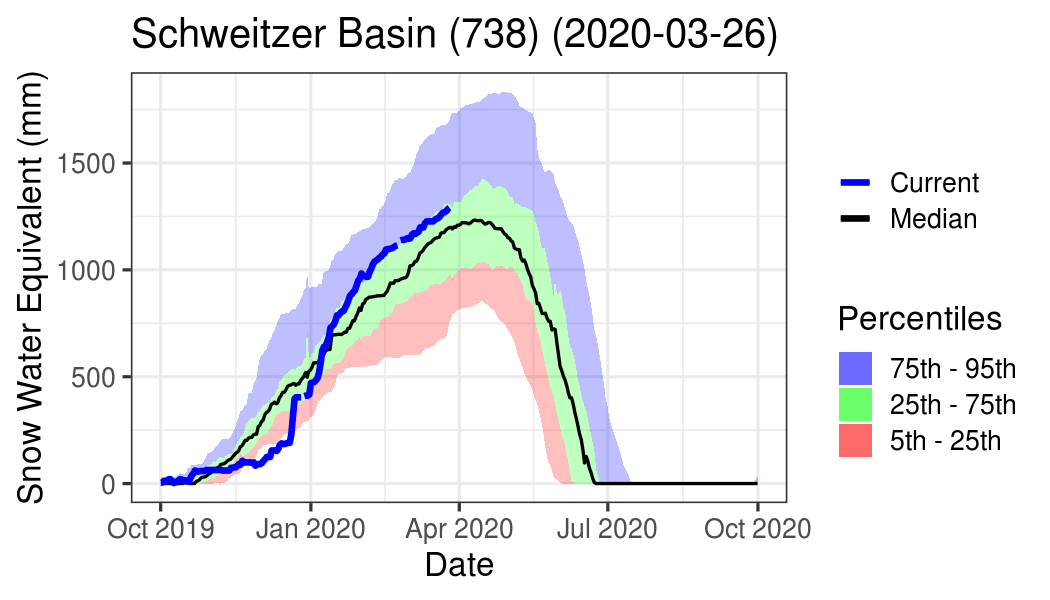 Schweitzer Basin (738) (2020-03-26)
Snow Water Equivalent (mm)
1500
1000
500
0
Oct 2019
Jan 2020
Apr 2020
Jul 2020
Oct 2020
Date
Current
Median
Percentiles
75th - 95th
25th - 75th
5th - 25th